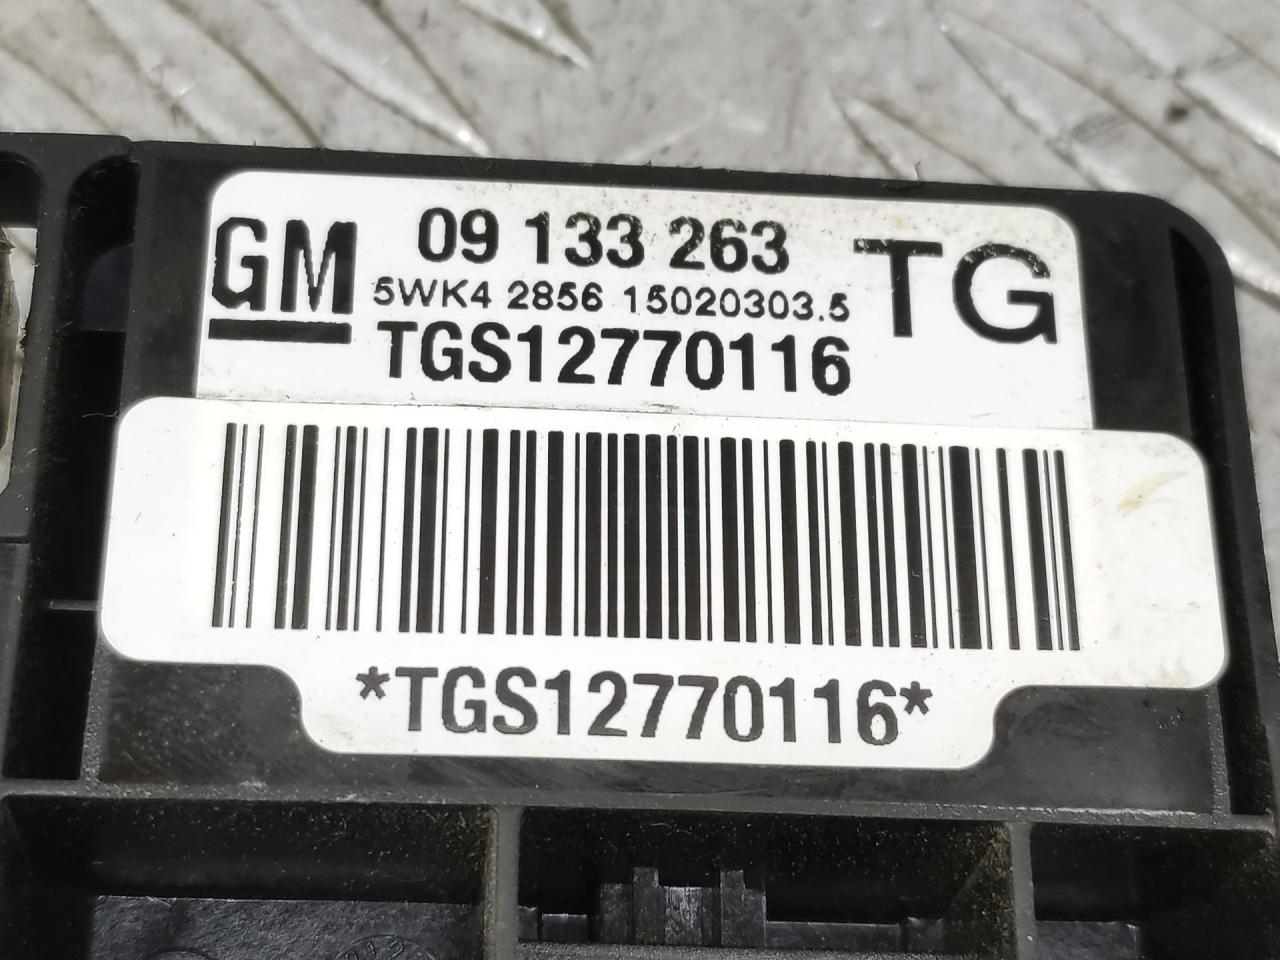 GM 09 133 263 TG
5WK4 2856 15020303.5
TGS12770116
*TGS12770116*